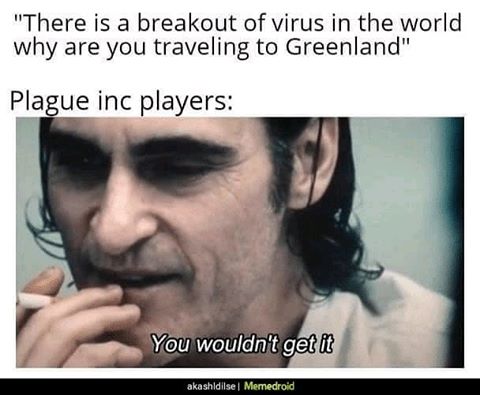 "There is a breakout of virus in the world
why are you traveling to Greenland"
Plague inc players:
You wouldn't get it
akashldilse | Memedroid